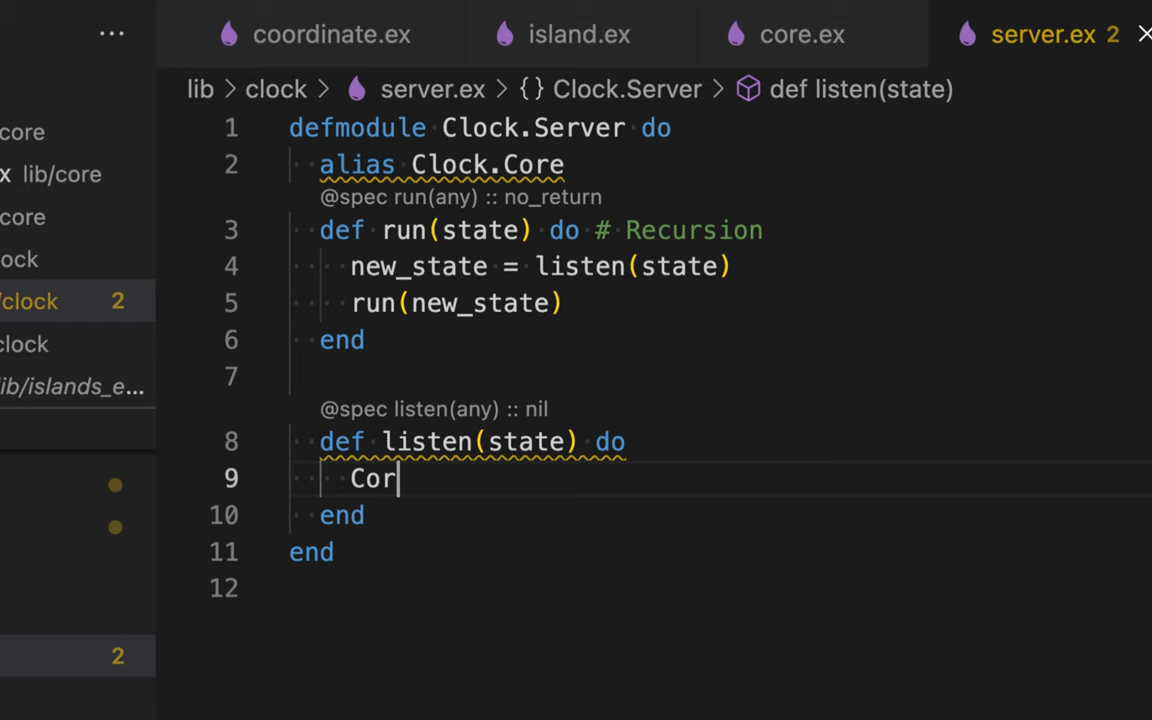 ...
coordinate.ex
island.ex
core.ex
server.ex 2 ×
lib > clock > server.ex > {} Clock.Server > def listen(state)
core
x lib/core
core
ock
/clock 2
clock
lib/islands_e...
2
1 defmodule Clock.Server do
2 alias Clock.Core
@spec run(any) :: no_return
3 def run(state) do # Recursion
4 new_state = listen(state)
5 run(new_state)
6 end
7
@spec listen(any) :: nil
8 def listen(state) do
9 Cor
10 end
11 end
12